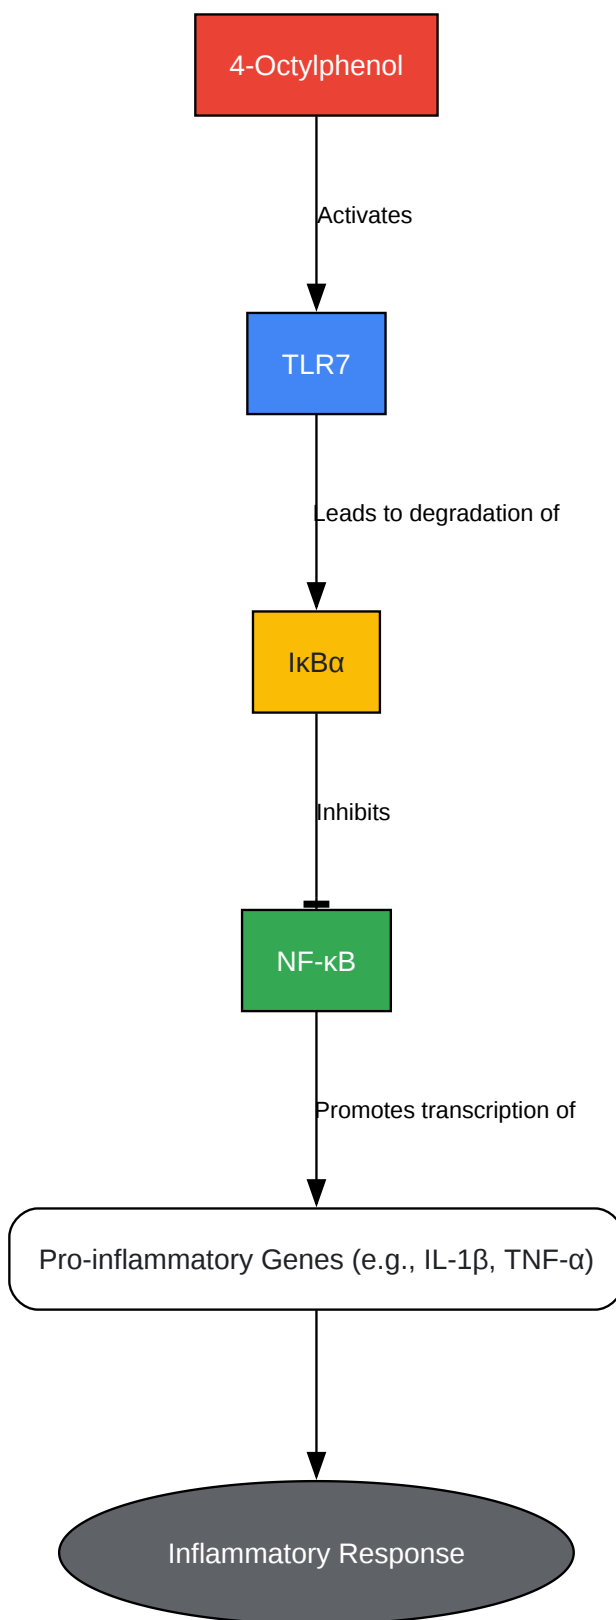 4-Octylphenol
Activates
TLR7
Leads to degradation of
IκBα
Inhibits
NF-κB
Promotes transcription of
Pro-inflammatory Genes (e.g., IL-1β, TNF-α)
Inflammatory Response